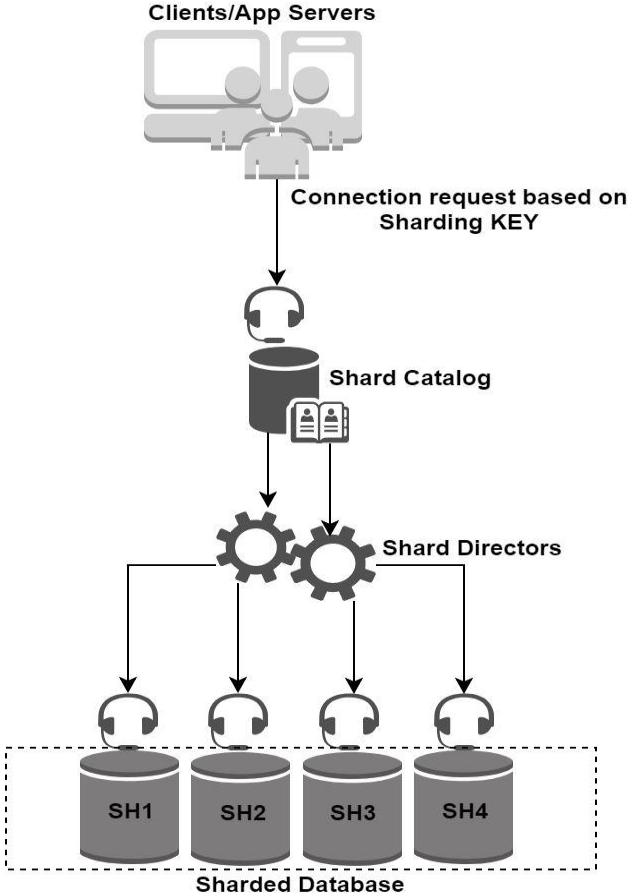 Clients/App Servers
Connection request based on
Sharding KEY
Shard Catalog
Shard Directors
SH1
SH2
SH3
SH4
Sharded Database